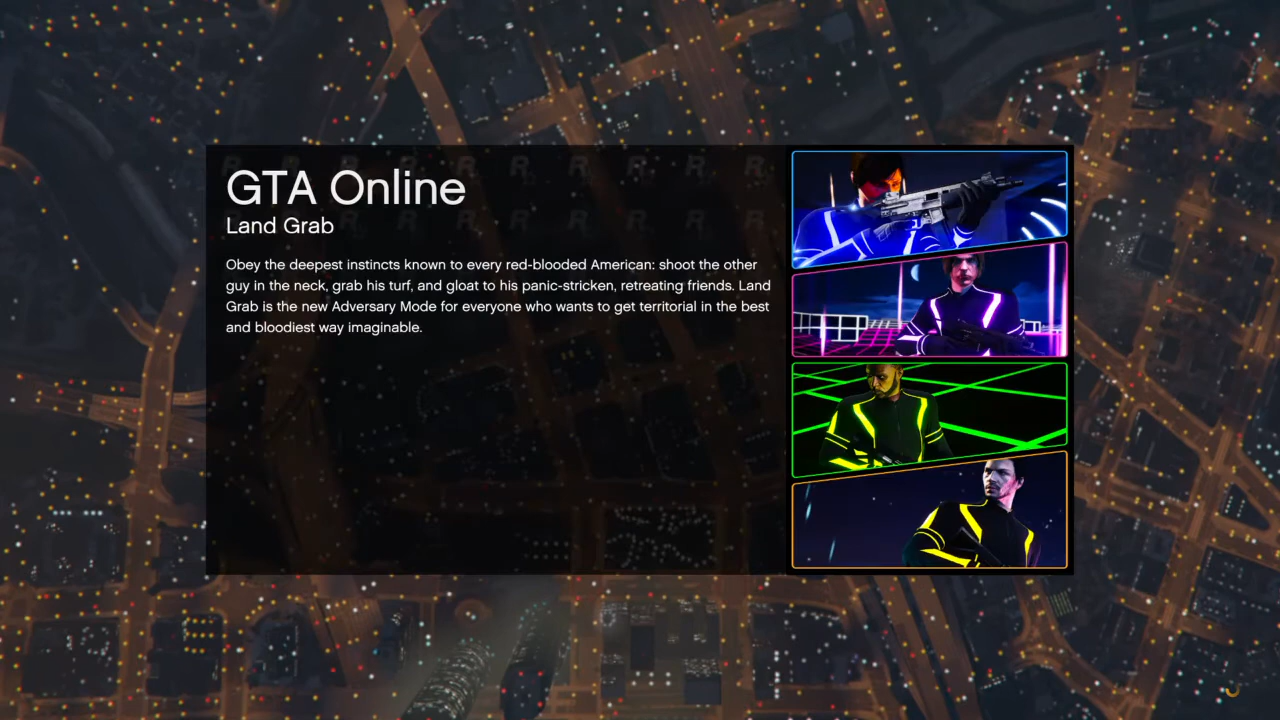 GTA Online
Land Grab
Obey the deepest instincts known to every red-blooded American: shoot the other
guy in the neck, grab his turf, and gloat to his panic-stricken, retreating friends. Land
Grab is the new Adversary Mode for everyone who wants to get territorial in the best
and bloodiest way imaginable.